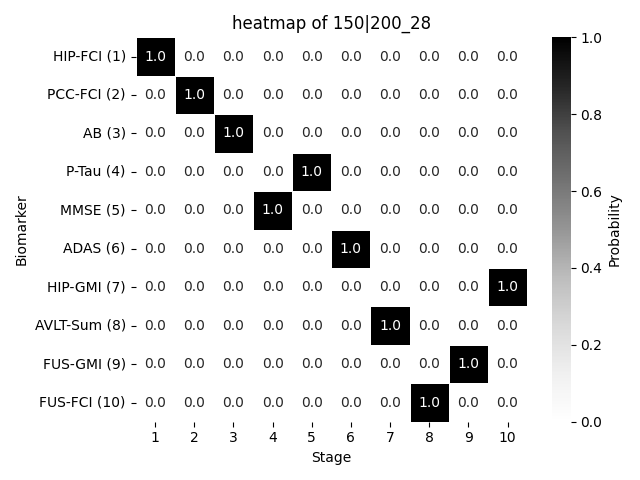 heatmap of 150|200_28
HIP-FCI (1) 1.0 0.0 0.0 0.0 0.0 0.0 0.0 0.0 0.0 0.0
PCC-FCI (2) 0.0 1.0 0.0 0.0 0.0 0.0 0.0 0.0 0.0 0.0
AB (3) 0.0 0.0 1.0 0.0 0.0 0.0 0.0 0.0 0.0 0.0
P-Tau (4) 0.0 0.0 0.0 0.0 1.0 0.0 0.0 0.0 0.0 0.0
MMSE (5) 0.0 0.0 0.0 1.0 0.0 0.0 0.0 0.0 0.0 0.0
ADAS (6) 0.0 0.0 0.0 0.0 0.0 1.0 0.0 0.0 0.0 0.0
HIP-GMI (7) 0.0 0.0 0.0 0.0 0.0 0.0 0.0 0.0 0.0 1.0
AVLT-Sum (8) 0.0 0.0 0.0 0.0 0.0 0.0 1.0 0.0 0.0 0.0
FUS-GMI (9) 0.0 0.0 0.0 0.0 0.0 0.0 0.0 0.0 1.0 0.0
FUS-FCI (10) 0.0 0.0 0.0 0.0 0.0 0.0 0.0 1.0 0.0 0.0
1 2 3 4 5 6 7 8 9 10
Stage
Biomarker
1.0
0.8
0.6
0.4
0.2
0.0
Probability